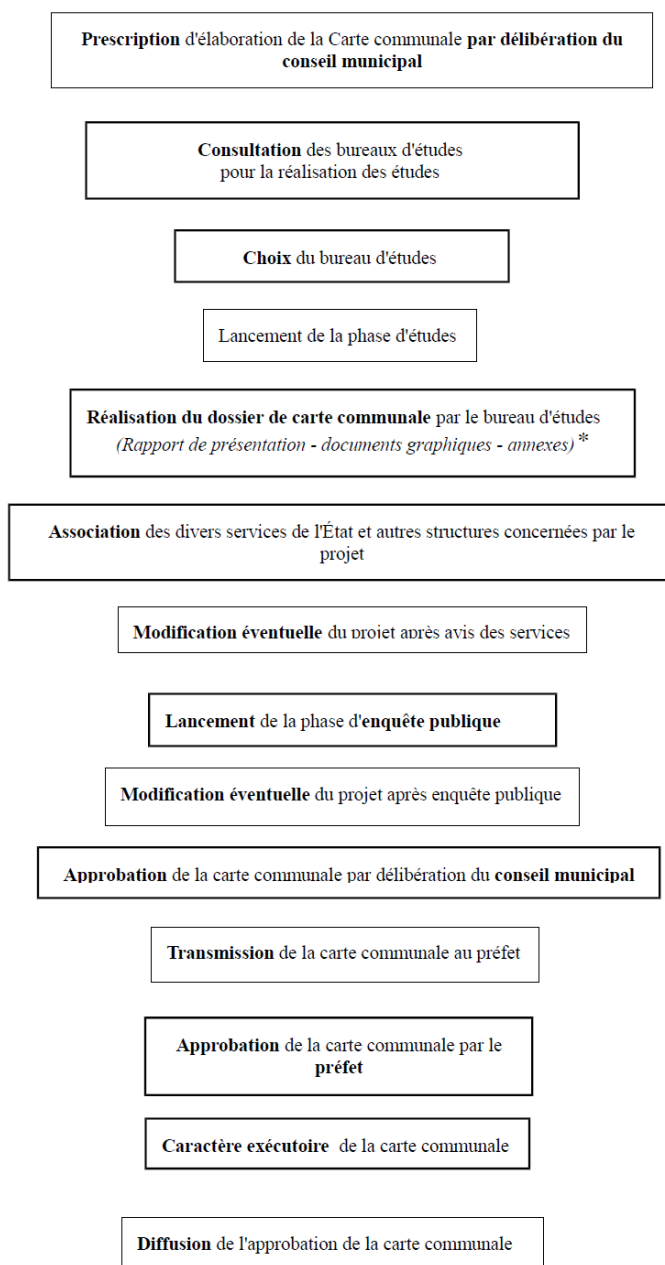 Prescription d'élaboration de la Carte communale par délibération du
conseil municipal
Consultation des bureaux d'études
pour la réalisation des études
Choix du bureau d'études
Lancement de la phase d'études
Réalisation du dossier de carte communale par le bureau d'études
(Rapport de présentation - documents graphiques - annexes) *
Association des divers services de l'État et autres structures concernées par le
projet
Modification éventuelle du projet après avis des services
Lancement de la phase d'enquête publique
Modification éventuelle du projet après enquête publique
Approbation de la carte communale par délibération du conseil municipal
Transmission de la carte communale au préfet
Approbation de la carte communale par le
préfet
Caractère exécutoire de la carte communale
Diffusion de l'approbation de la carte communale